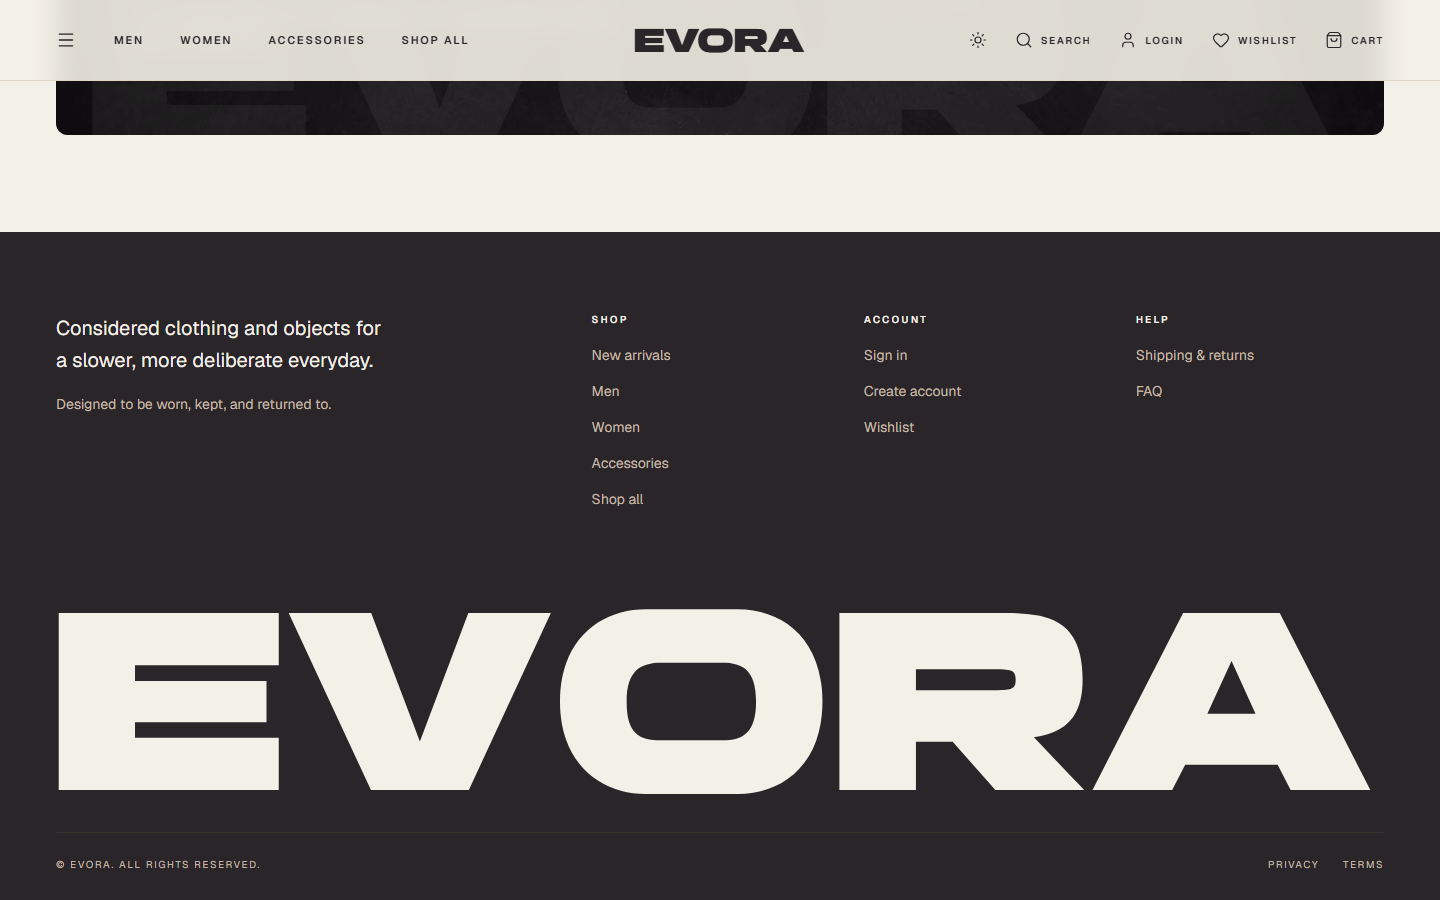 MEN WOMEN ACCESSORIES SHOP ALL EVORA SEARCH LOGIN WISHLIST CART
EVORA
Considered clothing and objects for
a slower, more deliberate everyday.
Designed to be worn, kept, and returned to.
SHOP
New arrivals
Men
Women
Accessories
Shop all
ACCOUNT
Sign in
Create account
Wishlist
HELP
Shipping & returns
FAQ
EVORA
© EVORA. ALL RIGHTS RESERVED.
PRIVACY TERMS